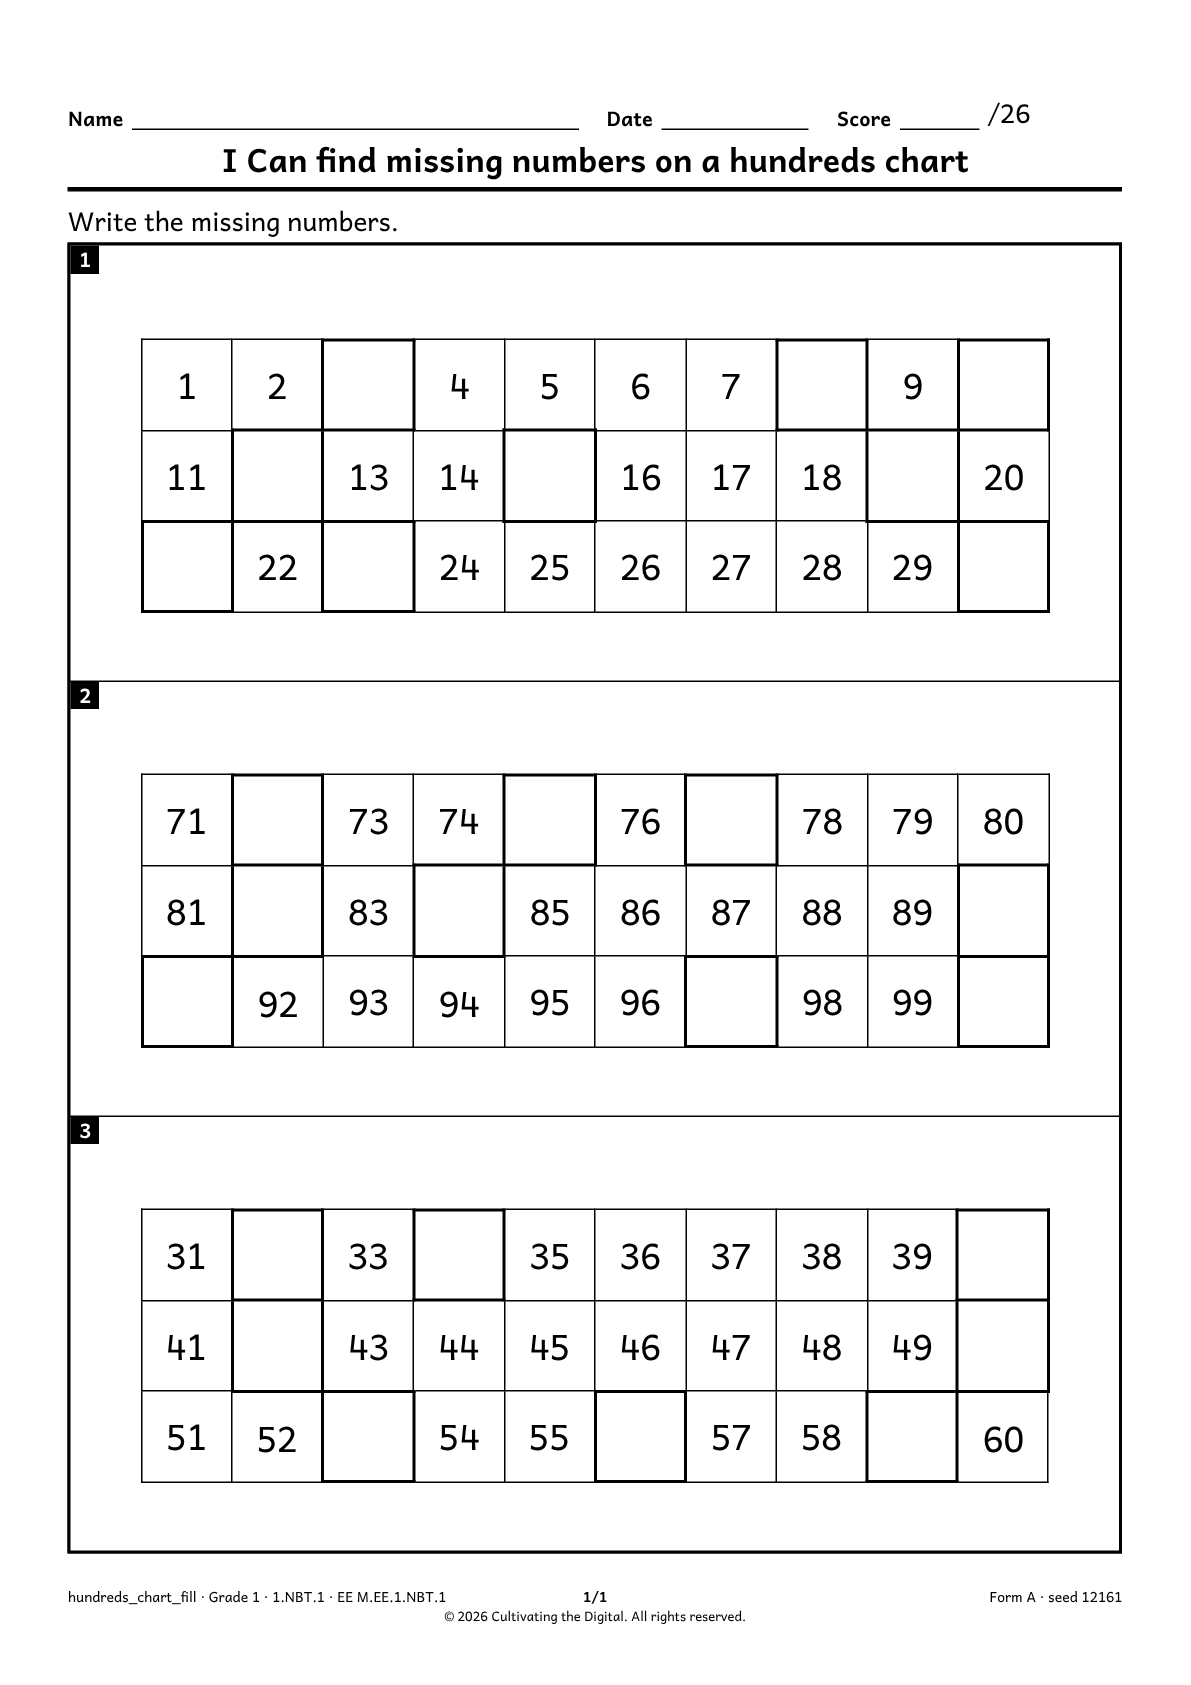 Name Date Score /26
I Can find missing numbers on a hundreds chart
Write the missing numbers.
1
1 2 4 5 6 7 9
11 13 14 16 17 18 20
22 24 25 26 27 28 29
2
71 73 74 76 78 79 80
81 83 85 86 87 88 89
92 93 94 95 96 98 99
3
31 33 35 36 37 38 39
41 43 44 45 46 47 48 49
51 52 54 55 57 58 60
hundreds_chart_fill · Grade 1 · 1.NBT.1 · EE M.EE.1.NBT.1 1/1 Form A · seed 12161
© 2026 Cultivating the Digital. All rights reserved.